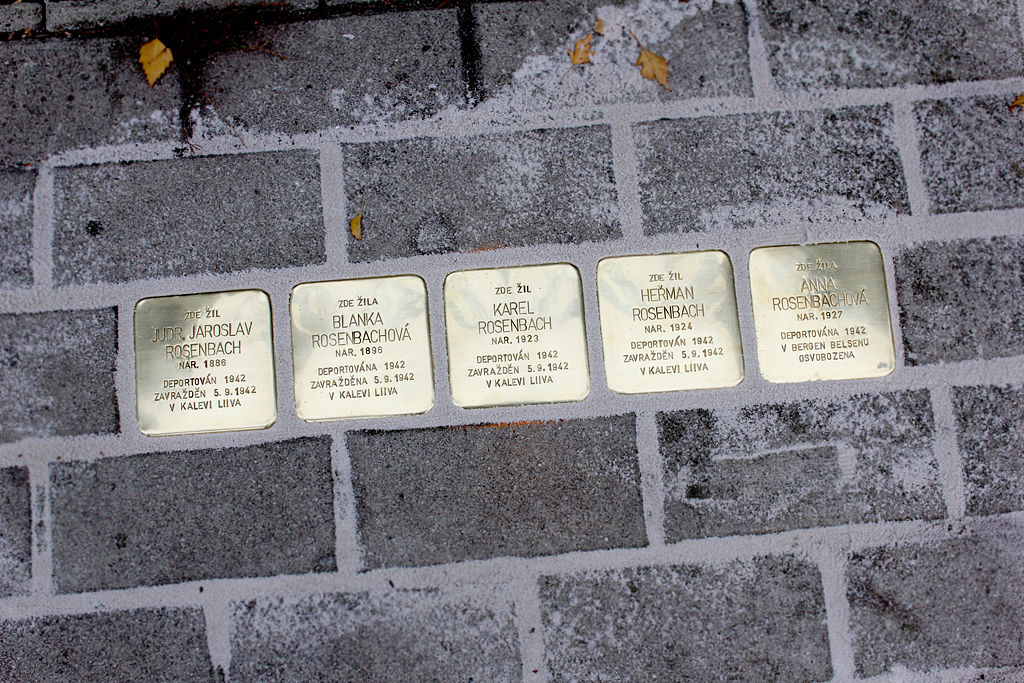 ZDE ŽIL
JUDR. JAROSLAV
ROSENBACH
NAR. 1886
DEPORTOVÁN 1942
ZAVRAŽDĚN 5.9.1942
V KALEVI LIIVA
ZDE ŽILA
BLANKA
ROSENBACHOVÁ
NAR. 1896
DEPORTOVÁNA 1942
ZAVRAŽDĚNA 5.9.1942
V KALEVI LIIVA
ZDE ŽIL
KAREL
ROSENBACH
NAR. 1923
DEPORTOVÁN 1942
ZAVRAŽDĚN 5.9.1942
V KALEVI LIIVA
ZDE ŽIL
HEŘMAN
ROSENBACH
NAR. 1924
DEPORTOVÁN 1942
ZAVRAŽDĚN 5.9.1942
V KALEVI LIIVA
ZDE ŽILA
ANNA
ROSENBACHOVÁ
NAR. 1927
DEPORTOVÁNA 1942
V BERGEN BELSENU
OSVOBOZENA